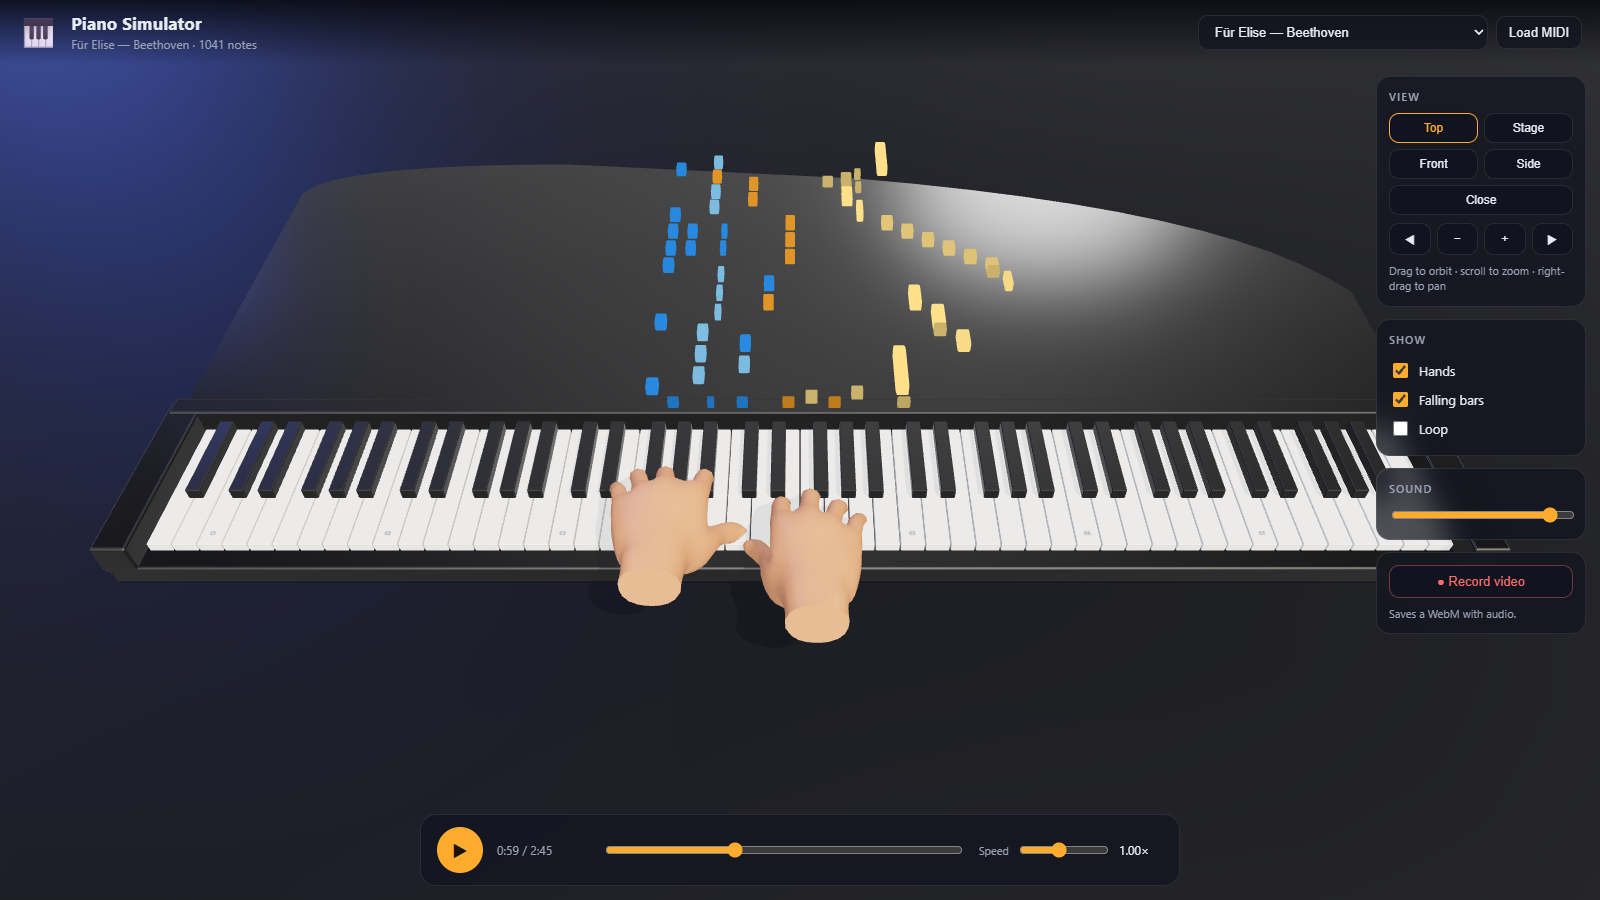 Piano Simulator
Für Elise — Beethoven · 1041 notes
Für Elise — Beethoven
Load MIDI
VIEW
Top
Stage
Front
Side
Close
◀
−
+
▶
Drag to orbit · scroll to zoom · right-
drag to pan
SHOW
Hands
Falling bars
Loop
SOUND
● Record video
Saves a WebM with audio.
0:59 / 2:45
Speed
1.00×